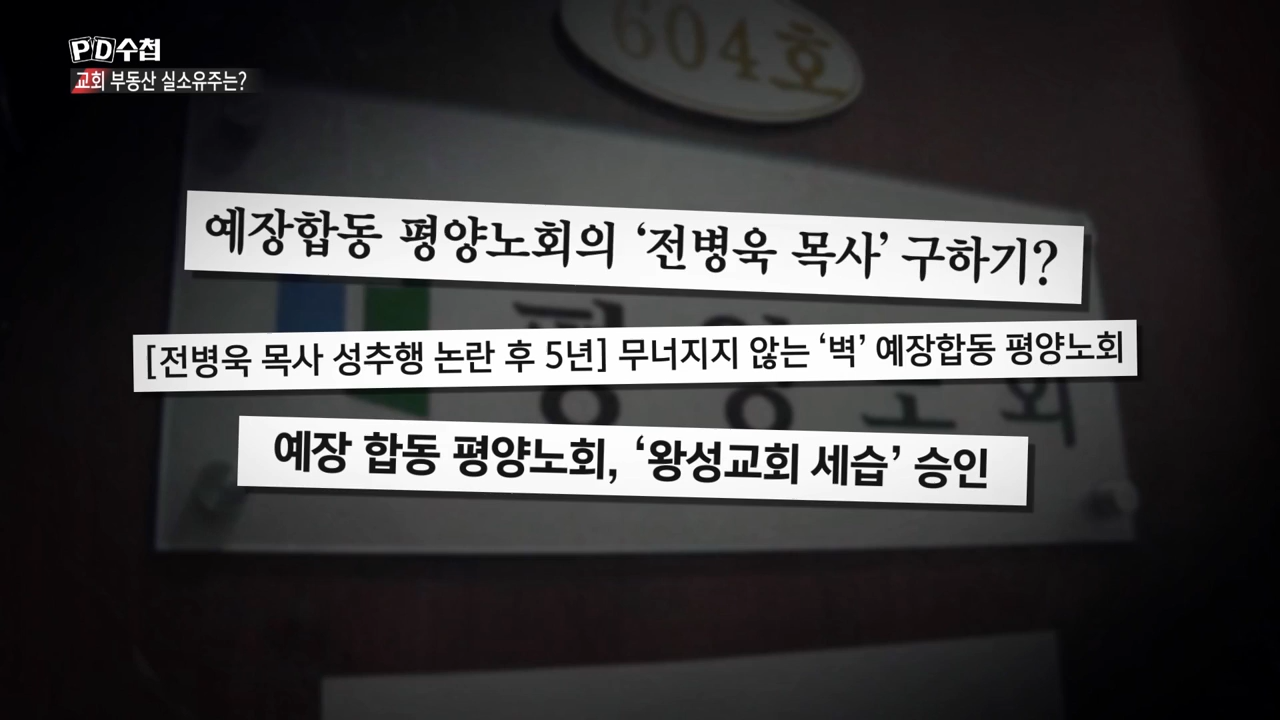 PD수첩
교회 부동산 실소유주는?
604호
예장합동 평양노회의 ‘전병욱 목사’ 구하기?
[전병욱 목사 성추행 논란 후 5년] 무너지지 않는 ‘벽’ 예장합동 평양노회
평양노회
예장 합동 평양노회, ‘왕성교회 세습’ 승인